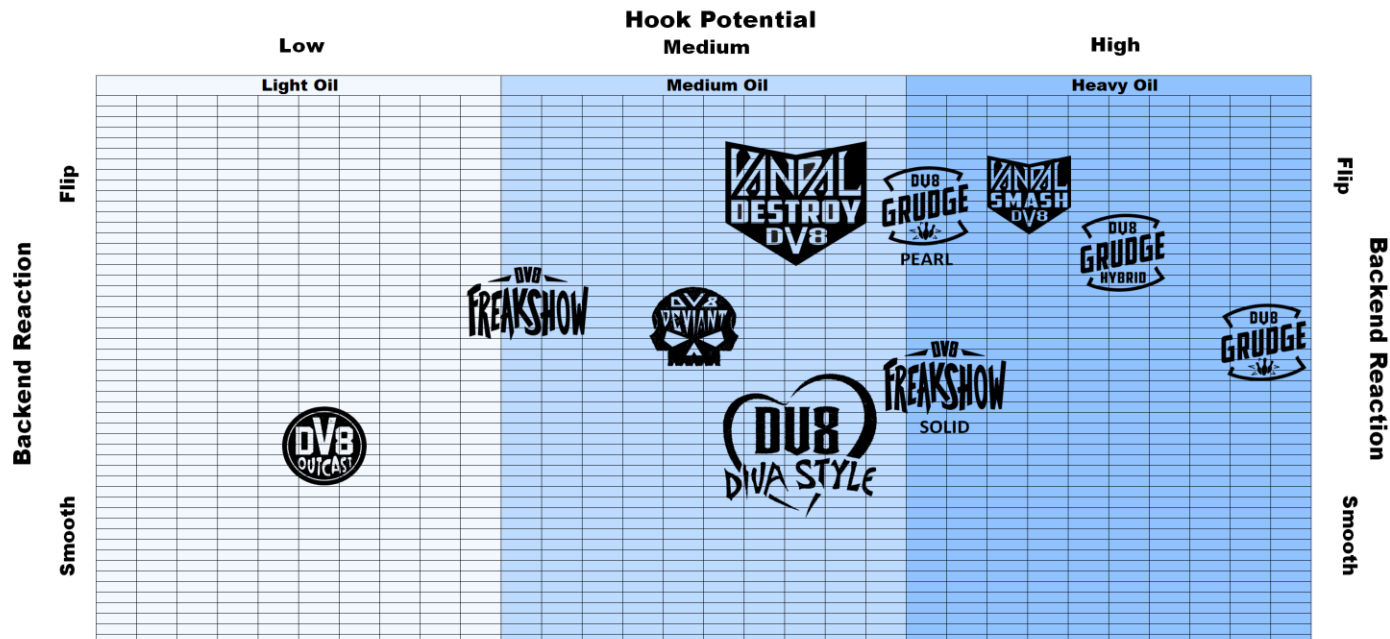 Hook Potential
Low
Medium
High
Light Oil
Medium Oil
Heavy Oil
Flip
Flip
Backend Reaction
Backend Reaction
Smooth
Smooth
VANDAL
DESTROY
DV8
DV8
GRUDGE
PEARL
VANDAL
SMASH
DV8
DV8
GRUDGE
HYBRID
DV8
FREAKSHOW
DV8
DEVIANT
DV8
GRUDGE
DV8
FREAKSHOW
SOLID
DV8
DIVA STYLE
DV8
OUTCAST